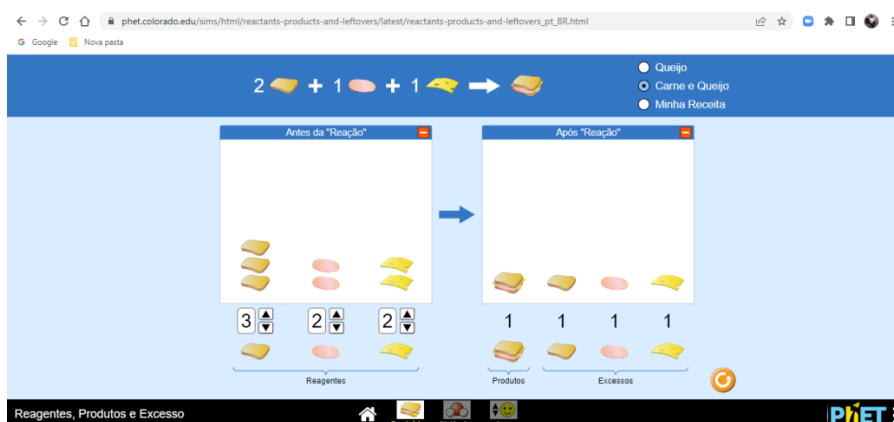 phet.colorado.edu/sims/html/reactants-products-and-leftovers/latest/reactants-products-and-leftovers_pt_BR.html
G Google Nova pasta
2 + 1 + 1
Queijo
Carne e Queijo
Minha Receita
Antes da "Reação"
Após "Reação"
3 2 2
1 1 1 1
Reagentes
Produtos
Excessos
Reagentes, Produtos e Excesso
PhET